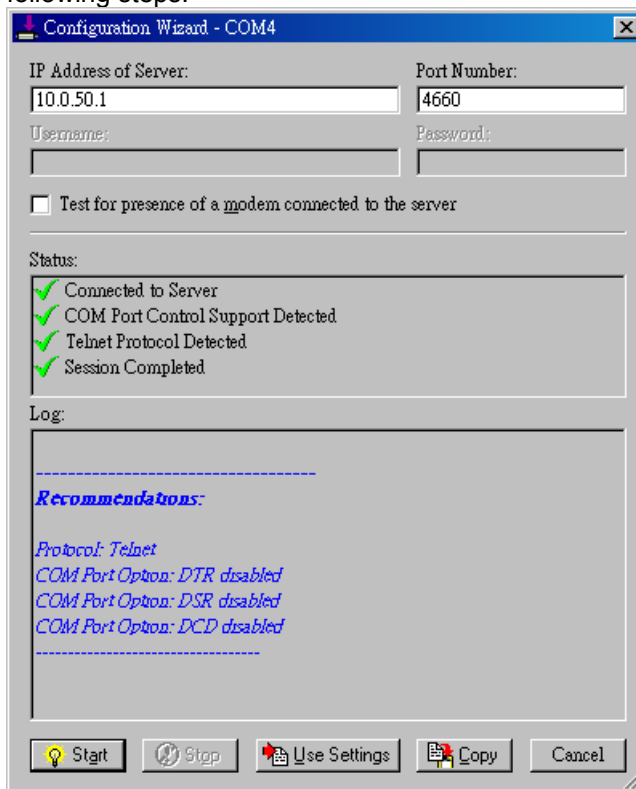 following steps.
Configuration Wizard - COM4
IP Address of Server:
Port Number:
10.0.50.1
4660
Username:
Password:
Test for presence of a modem connected to the server
Status:
Connected to Server
COM Port Control Support Detected
Telnet Protocol Detected
Session Completed
Log:
----------------------------------
Recommendations:
Protocol: Telnet
COM Port Option: DTR disabled
COM Port Option: DSR disabled
COM Port Option: DCD disabled
----------------------------------
Start
Stop
Use Settings
Copy
Cancel